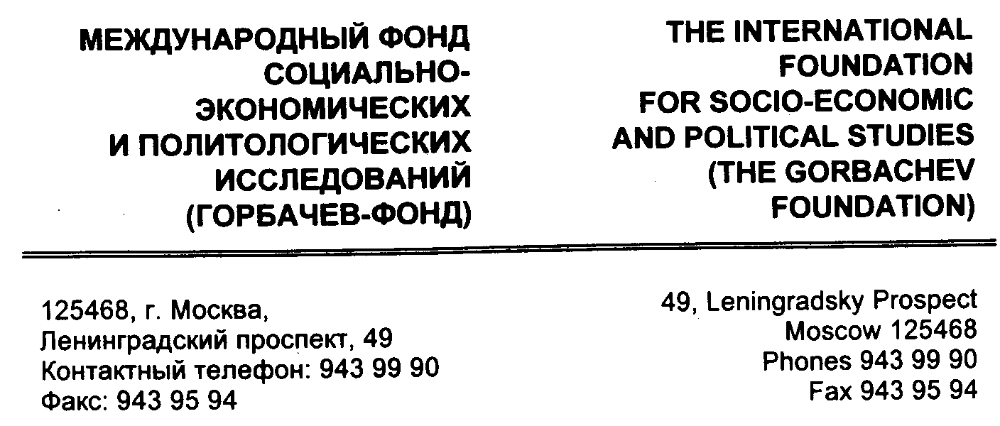 МЕЖДУНАРОДНЫЙ ФОНД
СОЦИАЛЬНО-
ЭКОНОМИЧЕСКИХ
И ПОЛИТОЛОГИЧЕСКИХ
ИССЛЕДОВАНИЙ
(ГОРБАЧЕВ-ФОНД)
THE INTERNATIONAL
FOUNDATION
FOR SOCIO-ECONOMIC
AND POLITICAL STUDIES
(THE GORBACHEV
FOUNDATION)
125468, г. Москва,
Ленинградский проспект, 49
Контактный телефон: 943 99 90
Факс: 943 95 94
49, Leningradsky Prospect
Moscow 125468
Phones 943 99 90
Fax 943 95 94